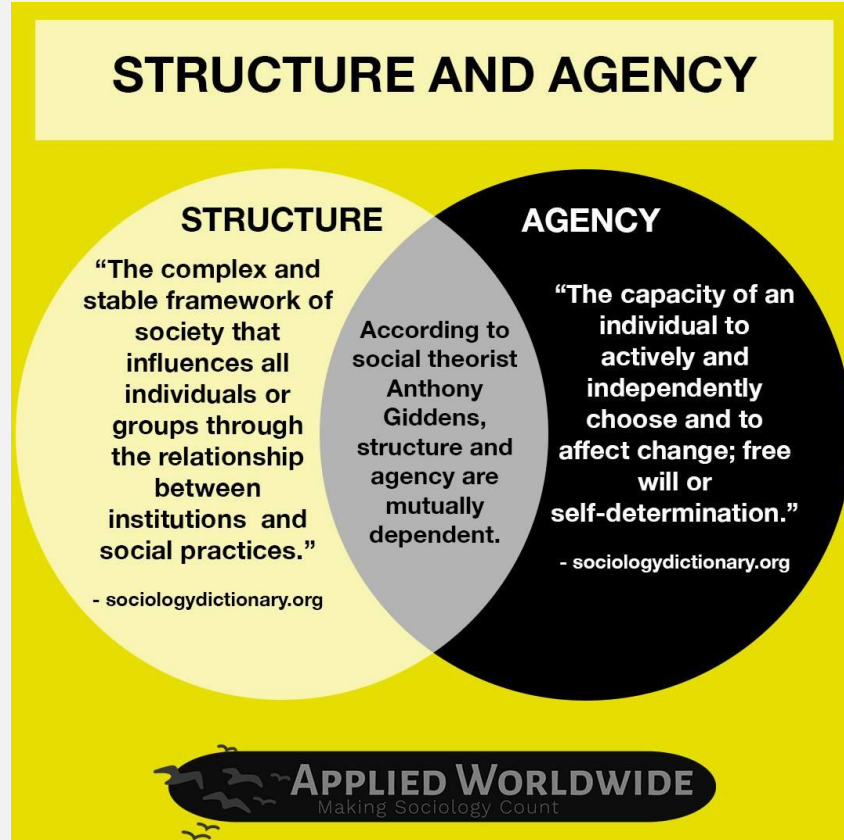 STRUCTURE AND AGENCY
STRUCTURE
“The complex and
stable framework of
society that
influences all
individuals or
groups through
the relationship
between
institutions  and
social practices.”
- sociologydictionary.org
According to
social theorist
Anthony
Giddens,
structure and
agency are
mutually
dependent.
AGENCY
“The capacity of an
individual to
actively and
independently
choose and to
affect change; free
will or
self-determination.”
- sociologydictionary.org
APPLIED WORLDWIDE
Making Sociology Count